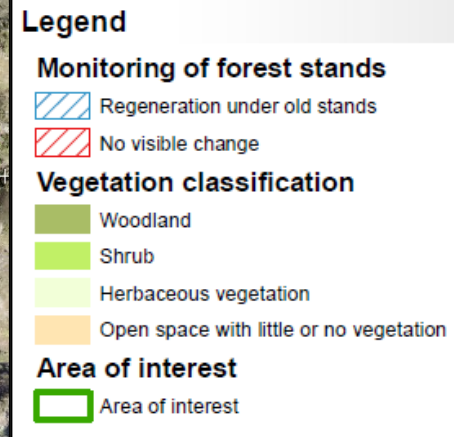 Legend
Monitoring of forest stands
Regeneration under old stands
No visible change
Vegetation classification
Woodland
Shrub
Herbaceous vegetation
Open space with little or no vegetation
Area of interest
Area of interest